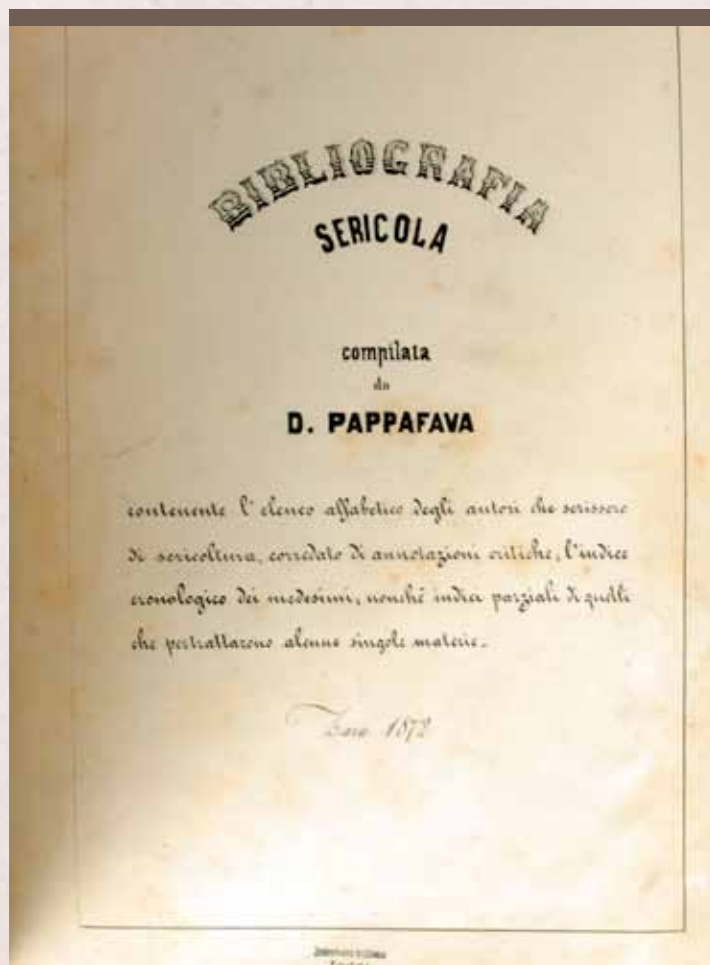 BIBLIOGRAFIA
SERICOLA
compilata
da
D. PAPPAFAVA
contenente l'elenco alfabetico degli autori che scrissero
di sericoltura, corredato di annotazioni critiche, l'indice
cronologico dei medesimi, nonché indici parziali di quelli
che pertrattarono alcune singole materie.
Zara 1872